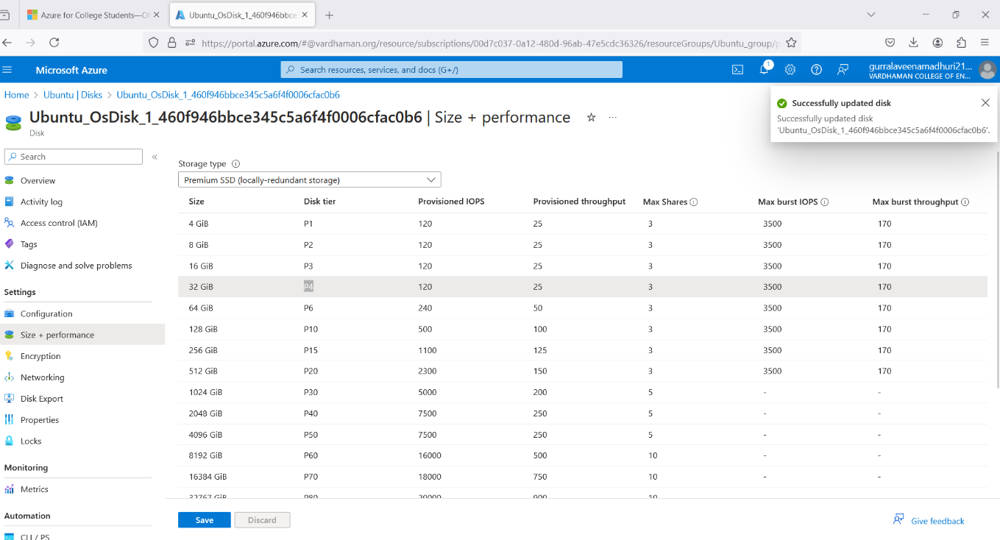 Azure for College Students—Of
Ubuntu_OsDisk_1_460f946bbce
https://portal.azure.com/#@vardhaman.org/resource/subscriptions/00d7c037-0a12-480d-96ab-47e5cdc36326/resourceGroups/Ubuntu_group/p
Microsoft Azure
Search resources, services, and docs (G+/)
1
gurralaveenamadhuri21...
VARDHAMAN COLLEGE OF EN...
Home > Ubuntu | Disks > Ubuntu_OsDisk_1_460f946bbce345c5a6f4f0006cfac0b6
Ubuntu_OsDisk_1_460f946bbce345c5a6f4f0006cfac0b6 | Size + performance
Disk
Successfully updated disk
Successfully updated disk
'Ubuntu_OsDisk_1_460f946bbce345c5a6f4f0006cfac0b6'.
Search
Overview
Activity log
Access control (IAM)
Tags
Diagnose and solve problems
Settings
Configuration
Size + performance
Encryption
Networking
Disk Export
Properties
Locks
Monitoring
Metrics
Automation
CLI / PS
Storage type
Premium SSD (locally-redundant storage)
Size Disk tier Provisioned IOPS Provisioned throughput Max Shares Max burst IOPS Max burst throughput
4 GiB P1 120 25 3 3500 170
8 GiB P2 120 25 3 3500 170
16 GiB P3 120 25 3 3500 170
32 GiB P4 120 25 3 3500 170
64 GiB P6 240 50 3 3500 170
128 GiB P10 500 100 3 3500 170
256 GiB P15 1100 125 3 3500 170
512 GiB P20 2300 150 3 3500 170
1024 GiB P30 5000 200 5 - -
2048 GiB P40 7500 250 5 - -
4096 GiB P50 7500 250 5 - -
8192 GiB P60 16000 500 10 - -
16384 GiB P70 18000 750 10 - -
32767 GiB P80 20000 900 10
Save
Discard
Give feedback